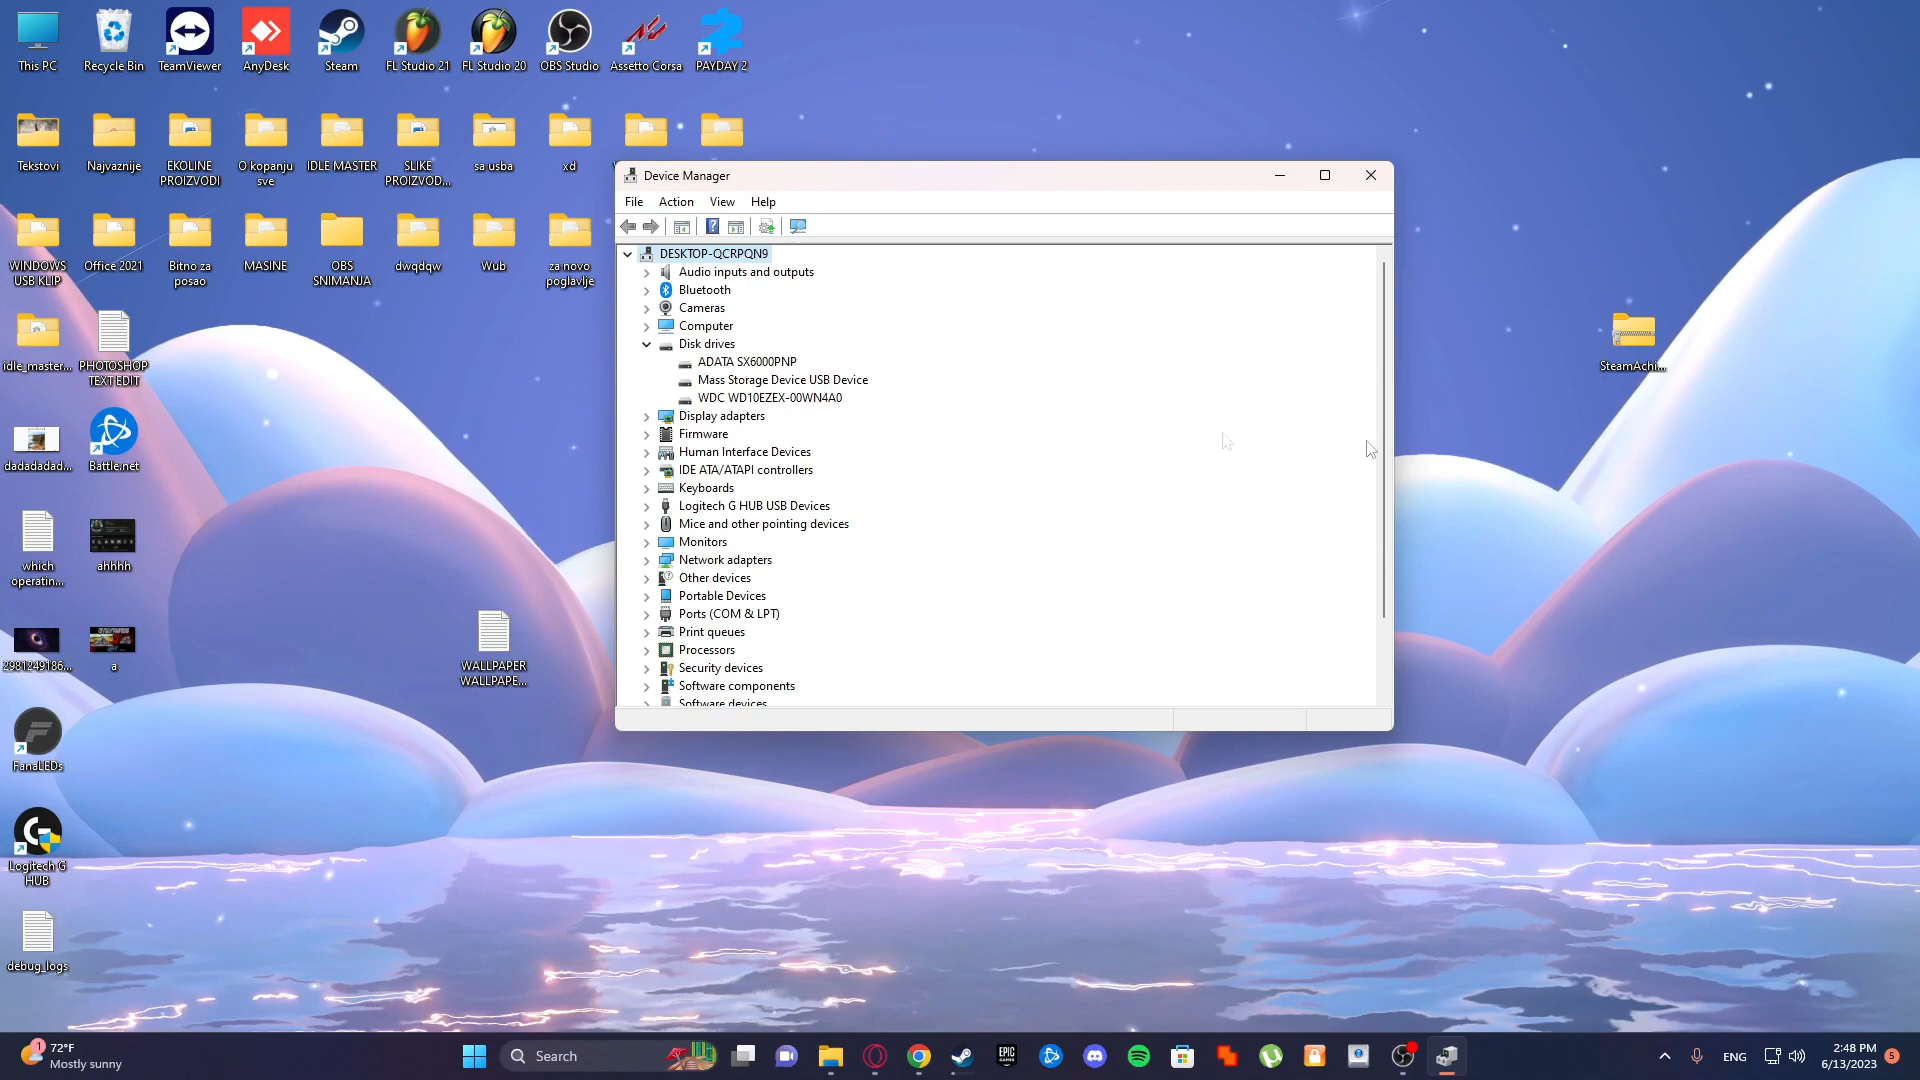 This PC
Recycle Bin
TeamViewer
AnyDesk
Steam
FL Studio 21
FL Studio 20
OBS Studio
Assetto Corsa
PAYDAY 2
Tekstovi
Najvaznije
EKOLINE
PROIZVODI
O kopanju
sve
IDLE MASTER
SLIKE
PROIZVOD...
sa usba
xd
WINDOWS
USB KLIP
Office 2021
Bitno za
posao
MASINE
OBS
SNIMANJA
dwqdqw
Wub
za novo
poglavlje
idle_master...
PHOTOSHOP
TEXT EDIT
SteamAchi...
dadadadad...
Battle.net
which
operatin...
ahhhh
2981249186...
a
WALLPAPER
WALLPAPE...
FanaLEDs
Logitech G
HUB
debug_logs
Device Manager
File Action View Help
DESKTOP-QCRPQN9
Audio inputs and outputs
Bluetooth
Cameras
Computer
Disk drives
ADATA SX6000PNP
Mass Storage Device USB Device
WDC WD10EZEX-00WN4A0
Display adapters
Firmware
Human Interface Devices
IDE ATA/ATAPI controllers
Keyboards
Logitech G HUB USB Devices
Mice and other pointing devices
Monitors
Network adapters
Other devices
Portable Devices
Ports (COM & LPT)
Print queues
Processors
Security devices
Software components
Software devices
1
72°F
Mostly sunny
Search
EPIC
GAMES
ENG
2:48 PM
6/13/2023
5